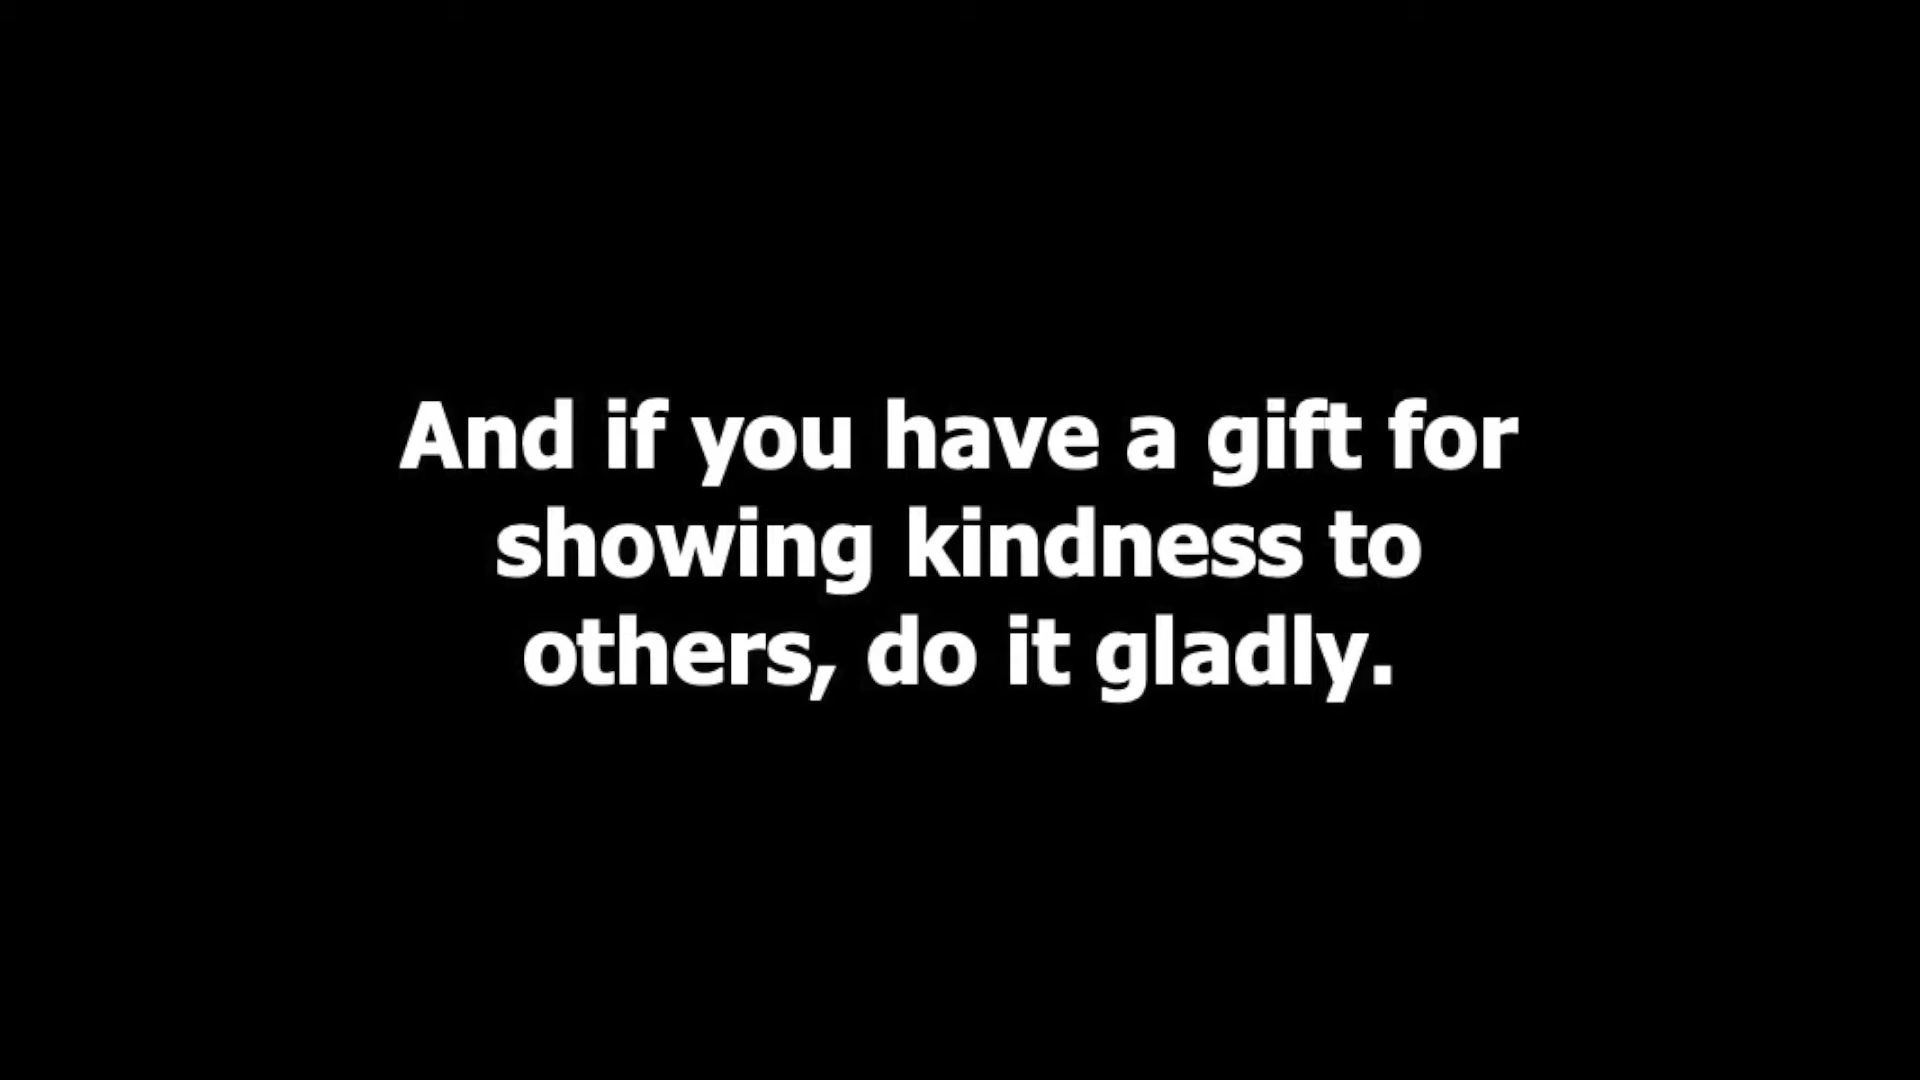 And if you have a gift for
showing kindness to
others, do it gladly.